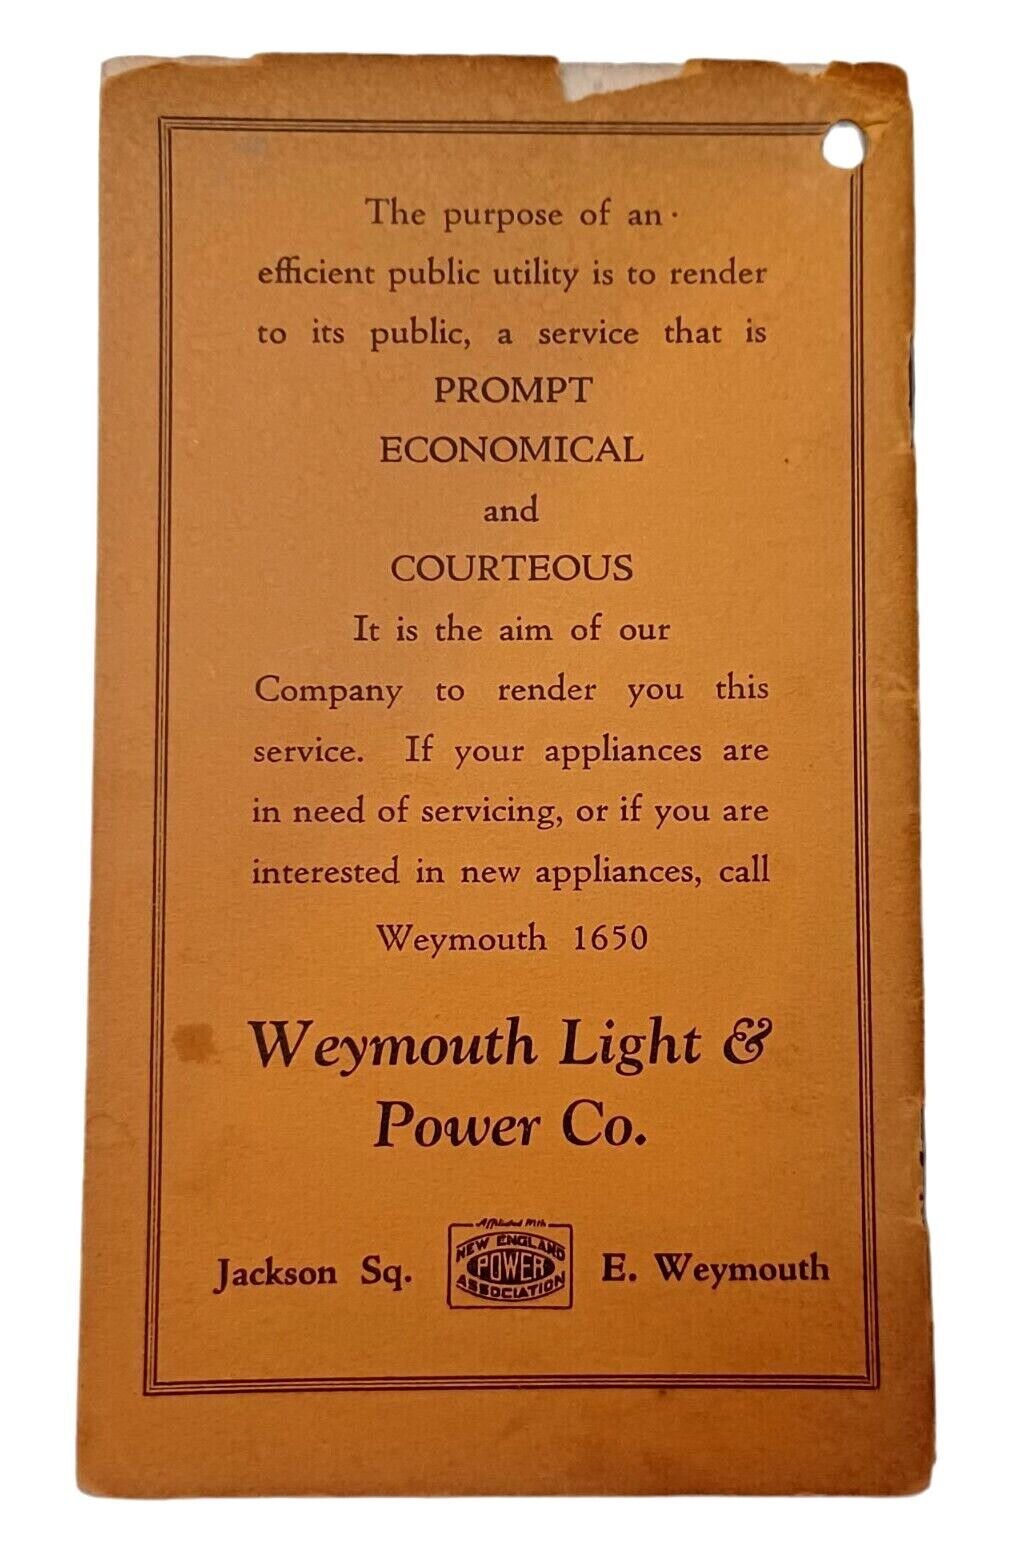 The purpose of an
efficient public utility is to render
to its public, a service that is
PROMPT
ECONOMICAL
and
COURTEOUS
It is the aim of our
Company to render you this
service. If your appliances are
in need of servicing, or if you are
interested in new appliances, call
Weymouth 1650
Weymouth Light &
Power Co.
Jackson Sq.
Affiliated With
NEW ENGLAND
POWER
ASSOCIATION
E. Weymouth